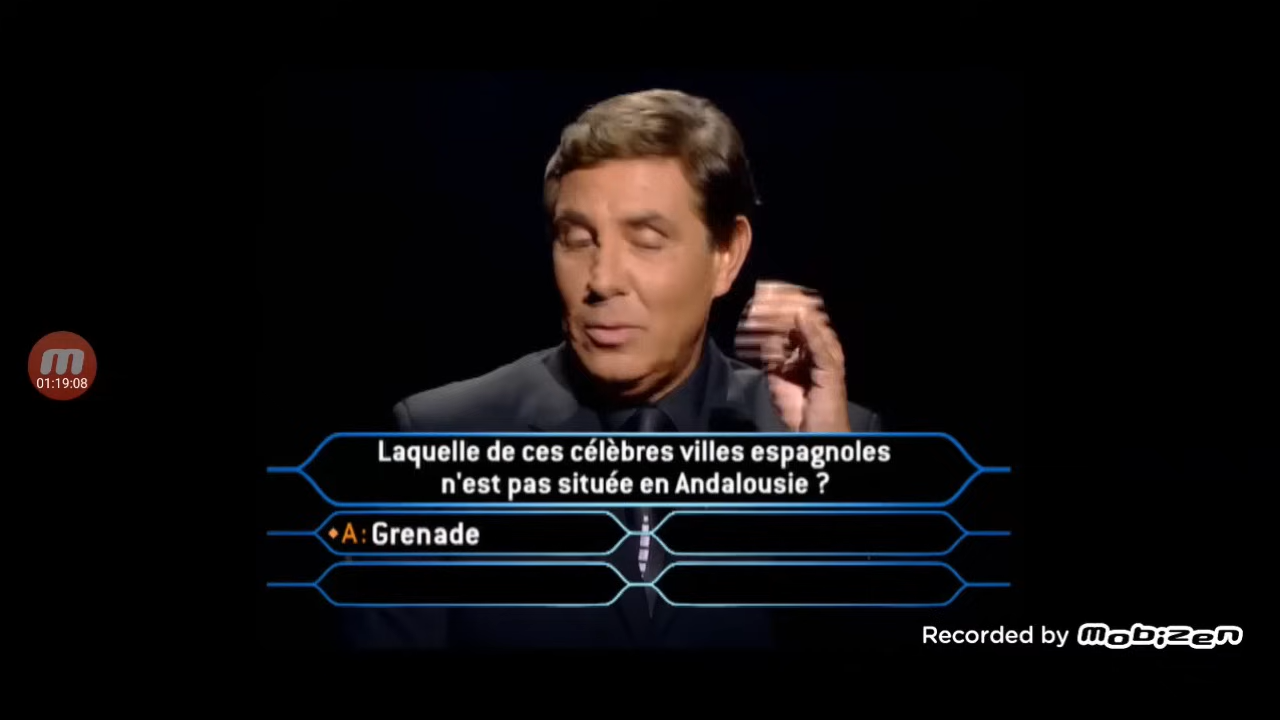 01:19:08
Laquelle de ces célèbres villes espagnoles
n'est pas située en Andalousie ?
A: Grenade
Recorded by mobizen